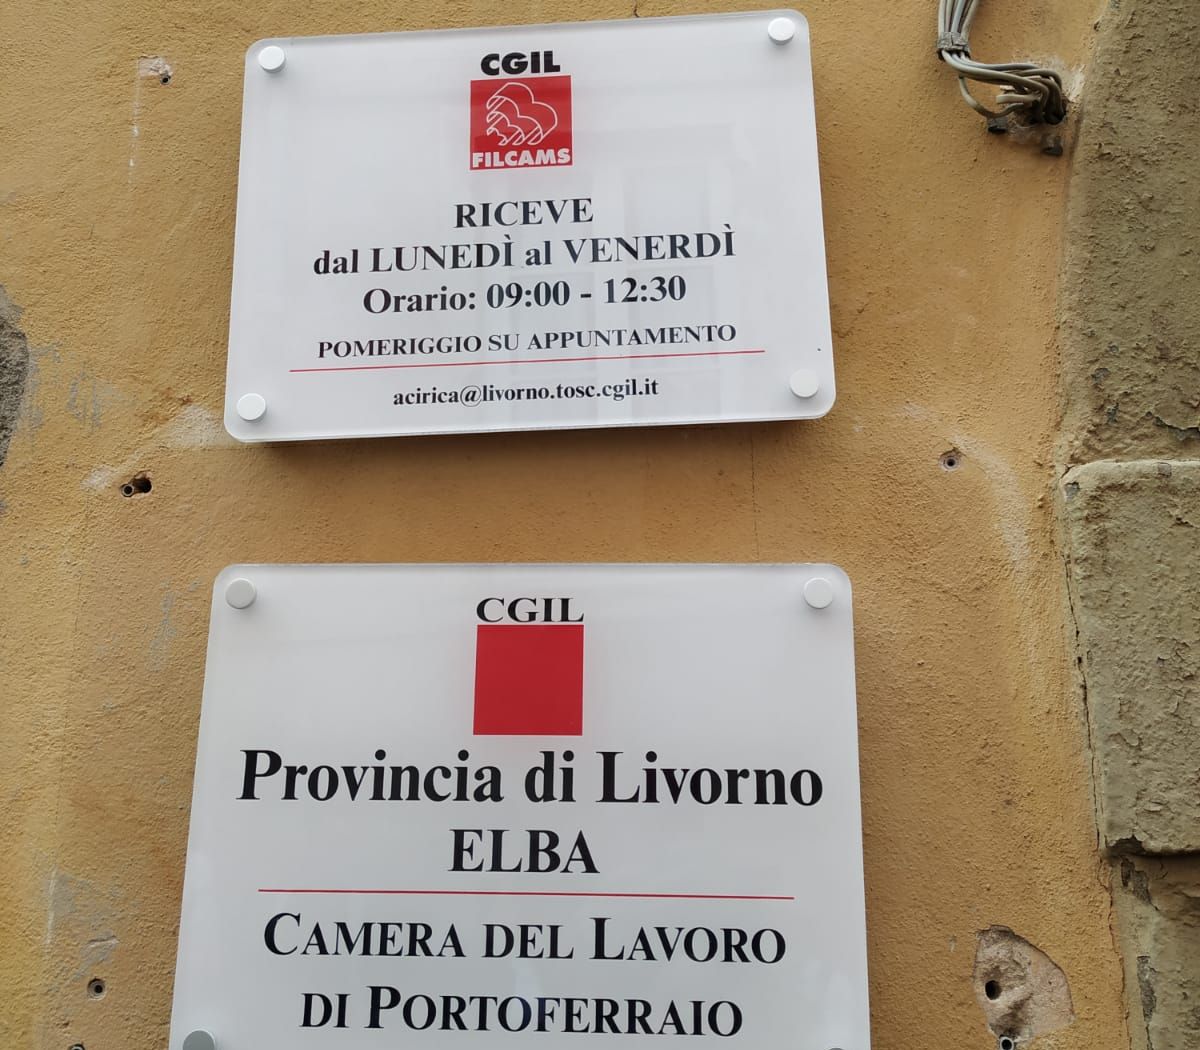 CGIL
FILCAMS
RICEVE
dal LUNEDÌ al VENERDÌ
Orario: 09:00 - 12:30
POMERIGGIO SU APPUNTAMENTO
acirica@livorno.tosc.cgil.it
CGIL
Provincia di Livorno
ELBA
CAMERA DEL LAVORO
DI PORTOFERRAIO